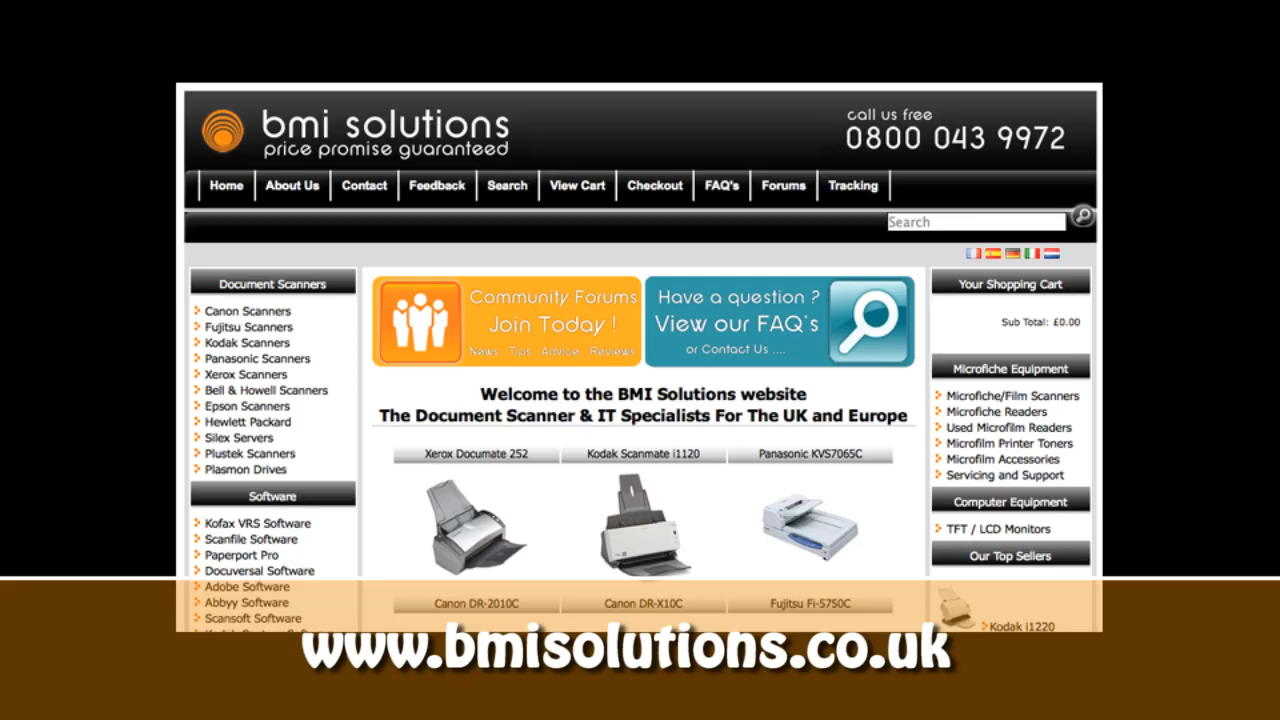 bmi solutions
price promise guaranteed
call us free
0800 043 9972
Home
About Us
Contact
Feedback
Search
View Cart
Checkout
FAQ's
Forums
Tracking
Search
Document Scanners
Canon Scanners
Fujitsu Scanners
Kodak Scanners
Panasonic Scanners
Xerox Scanners
Bell & Howell Scanners
Epson Scanners
Hewlett Packard
Silex Servers
Plustek Scanners
Plasmon Drives
Software
Kofax VRS Software
Scanfile Software
Paperport Pro
Docuversal Software
Adobe Software
Abbyy Software
Scansoft Software
Community Forums
Join Today !
News Tips Advice Reviews
Have a question ?
View our FAQ's
or Contact Us ....
Welcome to the BMI Solutions website
The Document Scanner & IT Specialists For The UK and Europe
Xerox Documate 252
Kodak Scanmate i1120
Panasonic KVS7065C
Canon DR-2010C
Canon DR-X10C
Fujitsu Fi-5750C
Your Shopping Cart
Sub Total: £0.00
Microfiche Equipment
Microfiche/Film Scanners
Microfiche Readers
Used Microfilm Readers
Microfilm Printer Toners
Microfilm Accessories
Servicing and Support
Computer Equipment
TFT / LCD Monitors
Our Top Sellers
Kodak i1220
www.bmisolutions.co.uk